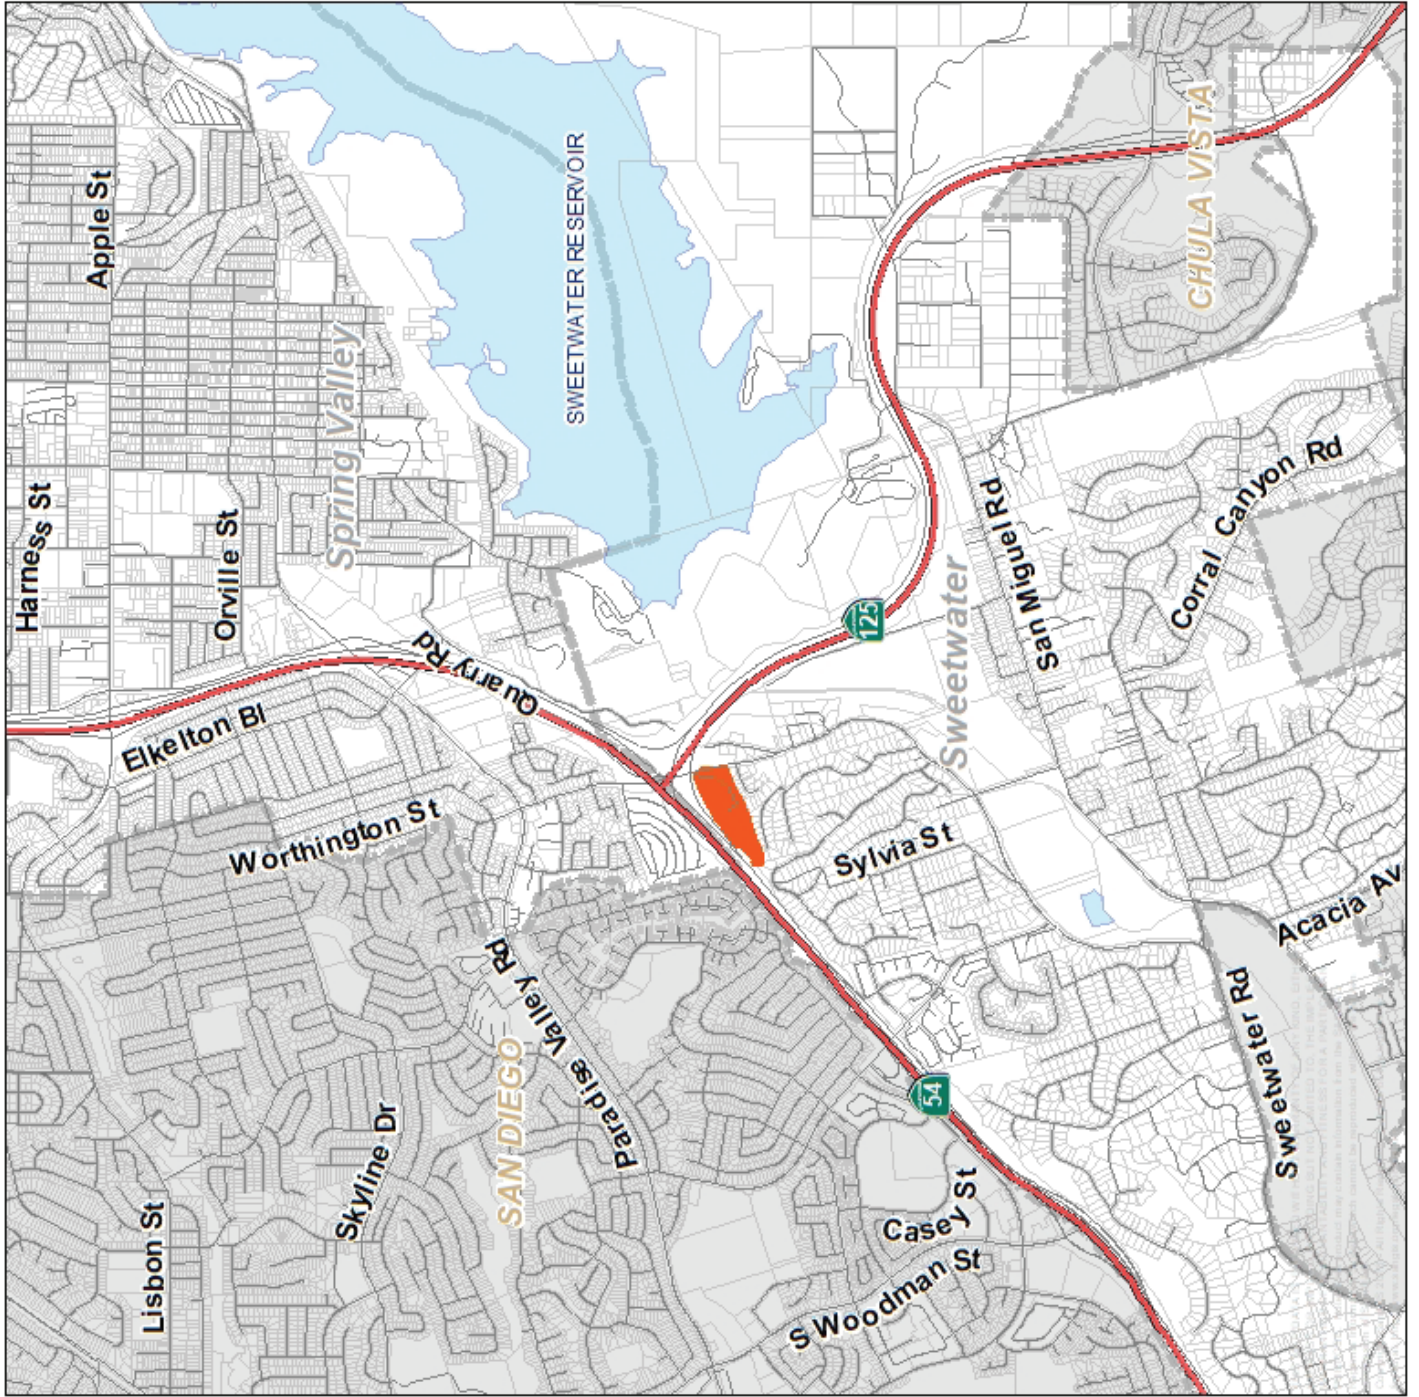 Harness St
Apple St
Orville St
Spring Valley
SWEETWATER RESERVOIR
CHULA VISTA
Quarry Rd
Elkelton Bl
Worthington St
125
San Miguel Rd
Corral Canyon Rd
Sweetwater
Sylvia St
Acacia Av
Paradise Valley Rd
SAN DIEGO
Skyline Dr
Lisbon St
54
Casey St
S Woodman St
Sweetwater Rd